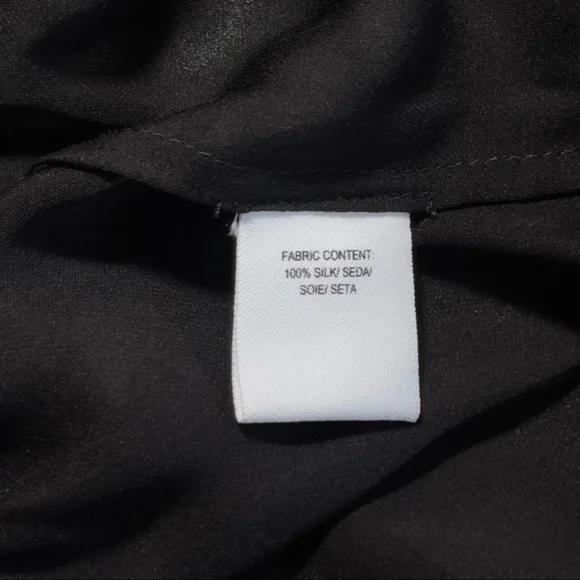 FABRIC CONTENT:
100% SILK/ SEDA/
SOIE/ SETA